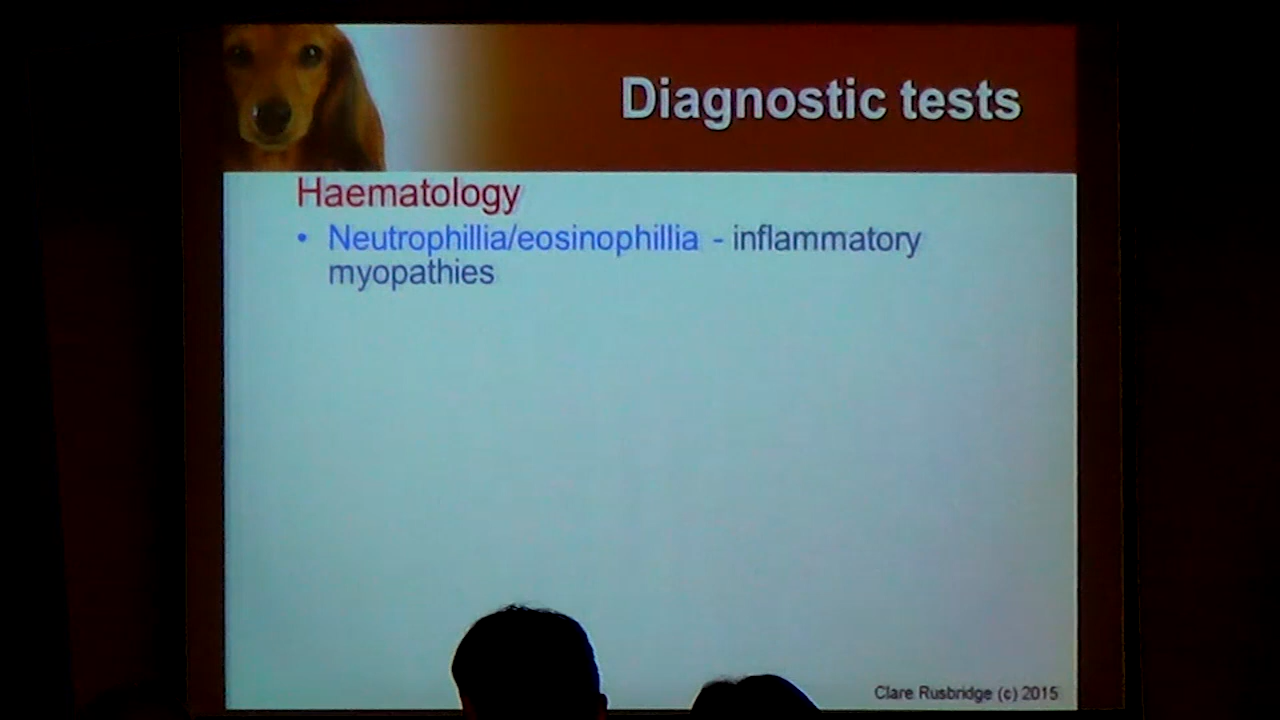 Diagnostic tests
Haematology
• Neutrophillia/eosinophillia - inflammatory
myopathies
Clare Rusbridge (c) 2015